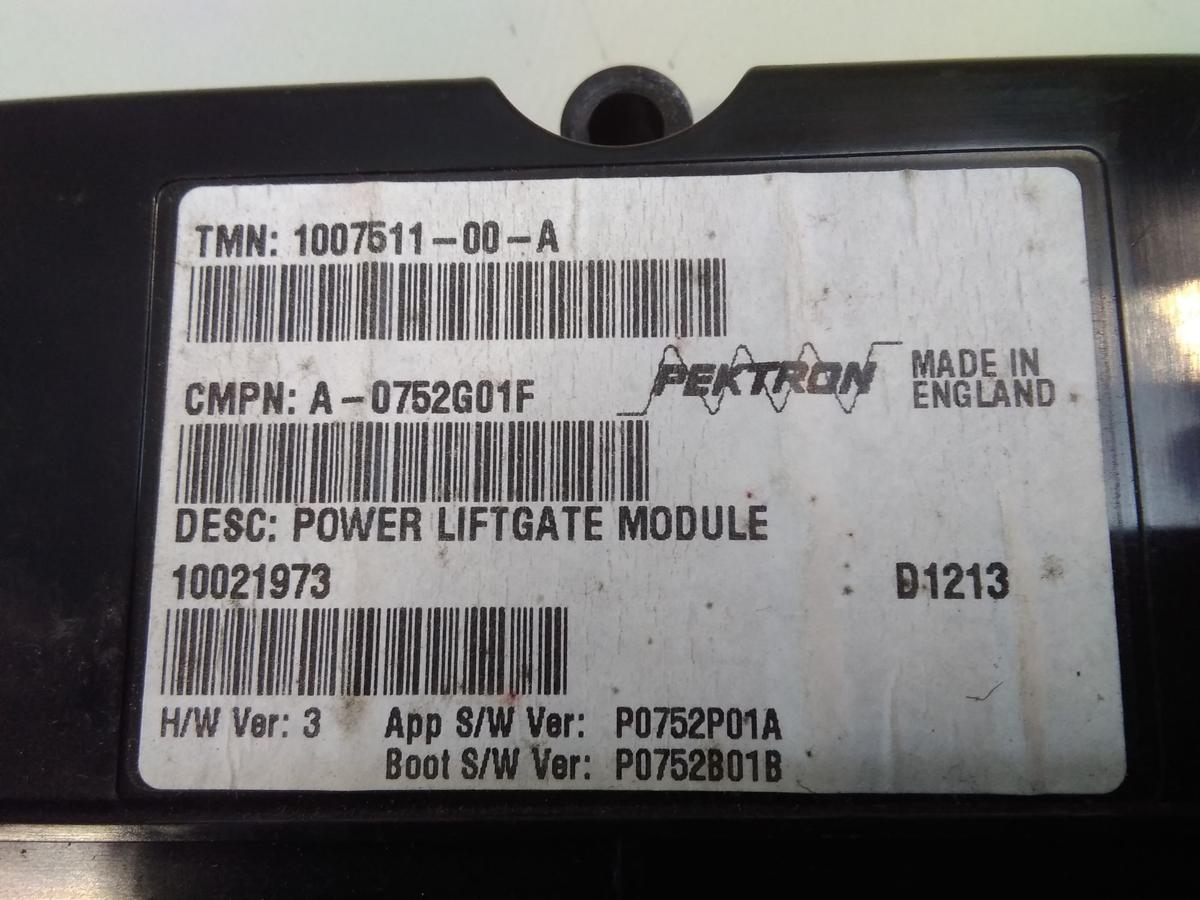 TMN: 1007511-00-A
PEKTRON
MADE IN
ENGLAND
CMPN: A-0752G01F
DESC: POWER LIFTGATE MODULE
10021973 D1213
H/W Ver: 3 App S/W Ver: P0752P01A
Boot S/W Ver: P0752B01B